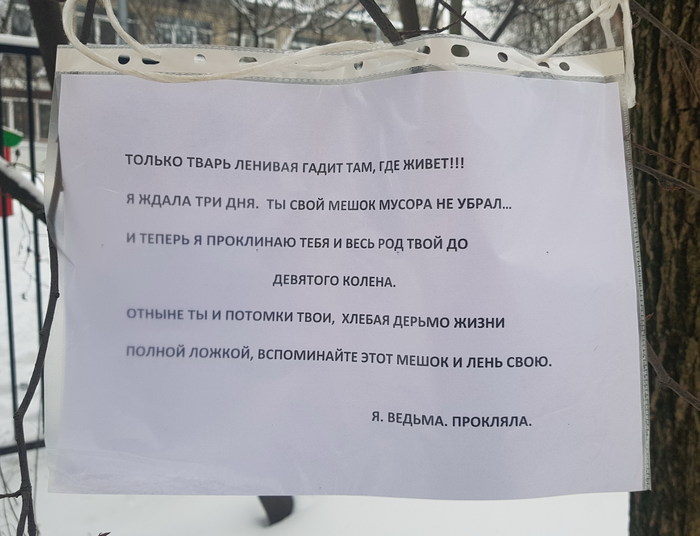 ТОЛЬКО ТВАРЬ ЛЕНИВАЯ ГАДИТ ТАМ, ГДЕ ЖИВЕТ!!!
Я ЖДАЛА ТРИ ДНЯ. ТЫ СВОЙ МЕШОК МУСОРА НЕ УБРАЛ...
И ТЕПЕРЬ Я ПРОКЛИНАЮ ТЕБЯ И ВЕСЬ РОД ТВОЙ ДО
ДЕВЯТОГО КОЛЕНА.
ОТНЫНЕ ТЫ И ПОТОМКИ ТВОИ, ХЛЕБАЯ ДЕРЬМО ЖИЗНИ
ПОЛНОЙ ЛОЖКОЙ, ВСПОМИНАЙТЕ ЭТОТ МЕШОК И ЛЕНЬ СВОЮ.
Я. ВЕДЬМА. ПРОКЛЯЛА.